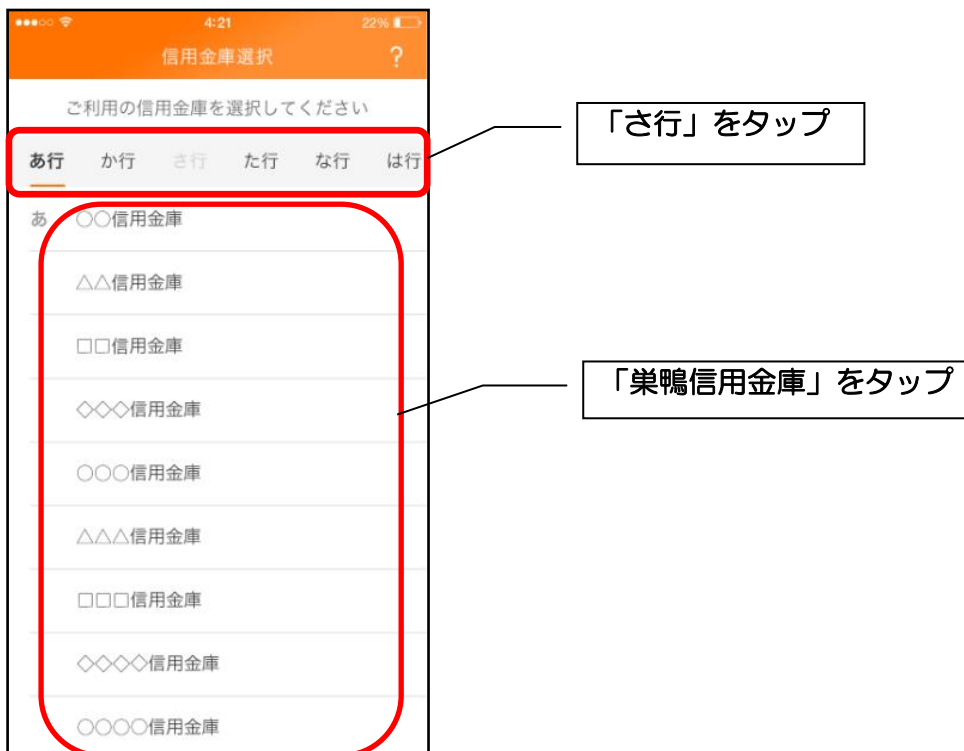 4:21
22%
信用金庫選択
?
ご利用の信用金庫を選択してください
あ行 か行 さ行 た行 な行 は行
あ ○○信用金庫
△△信用金庫
□□信用金庫
◇◇◇信用金庫
○○○信用金庫
△△△信用金庫
□□□信用金庫
◇◇◇◇信用金庫
○○○○信用金庫
「さ行」をタップ
「巣鴨信用金庫」をタップ